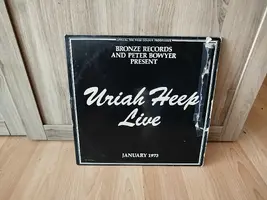 BRONZE RECORDS
AND PETER BOWYER
PRESENT
Uriah Heep
Live
JANUARY 1973